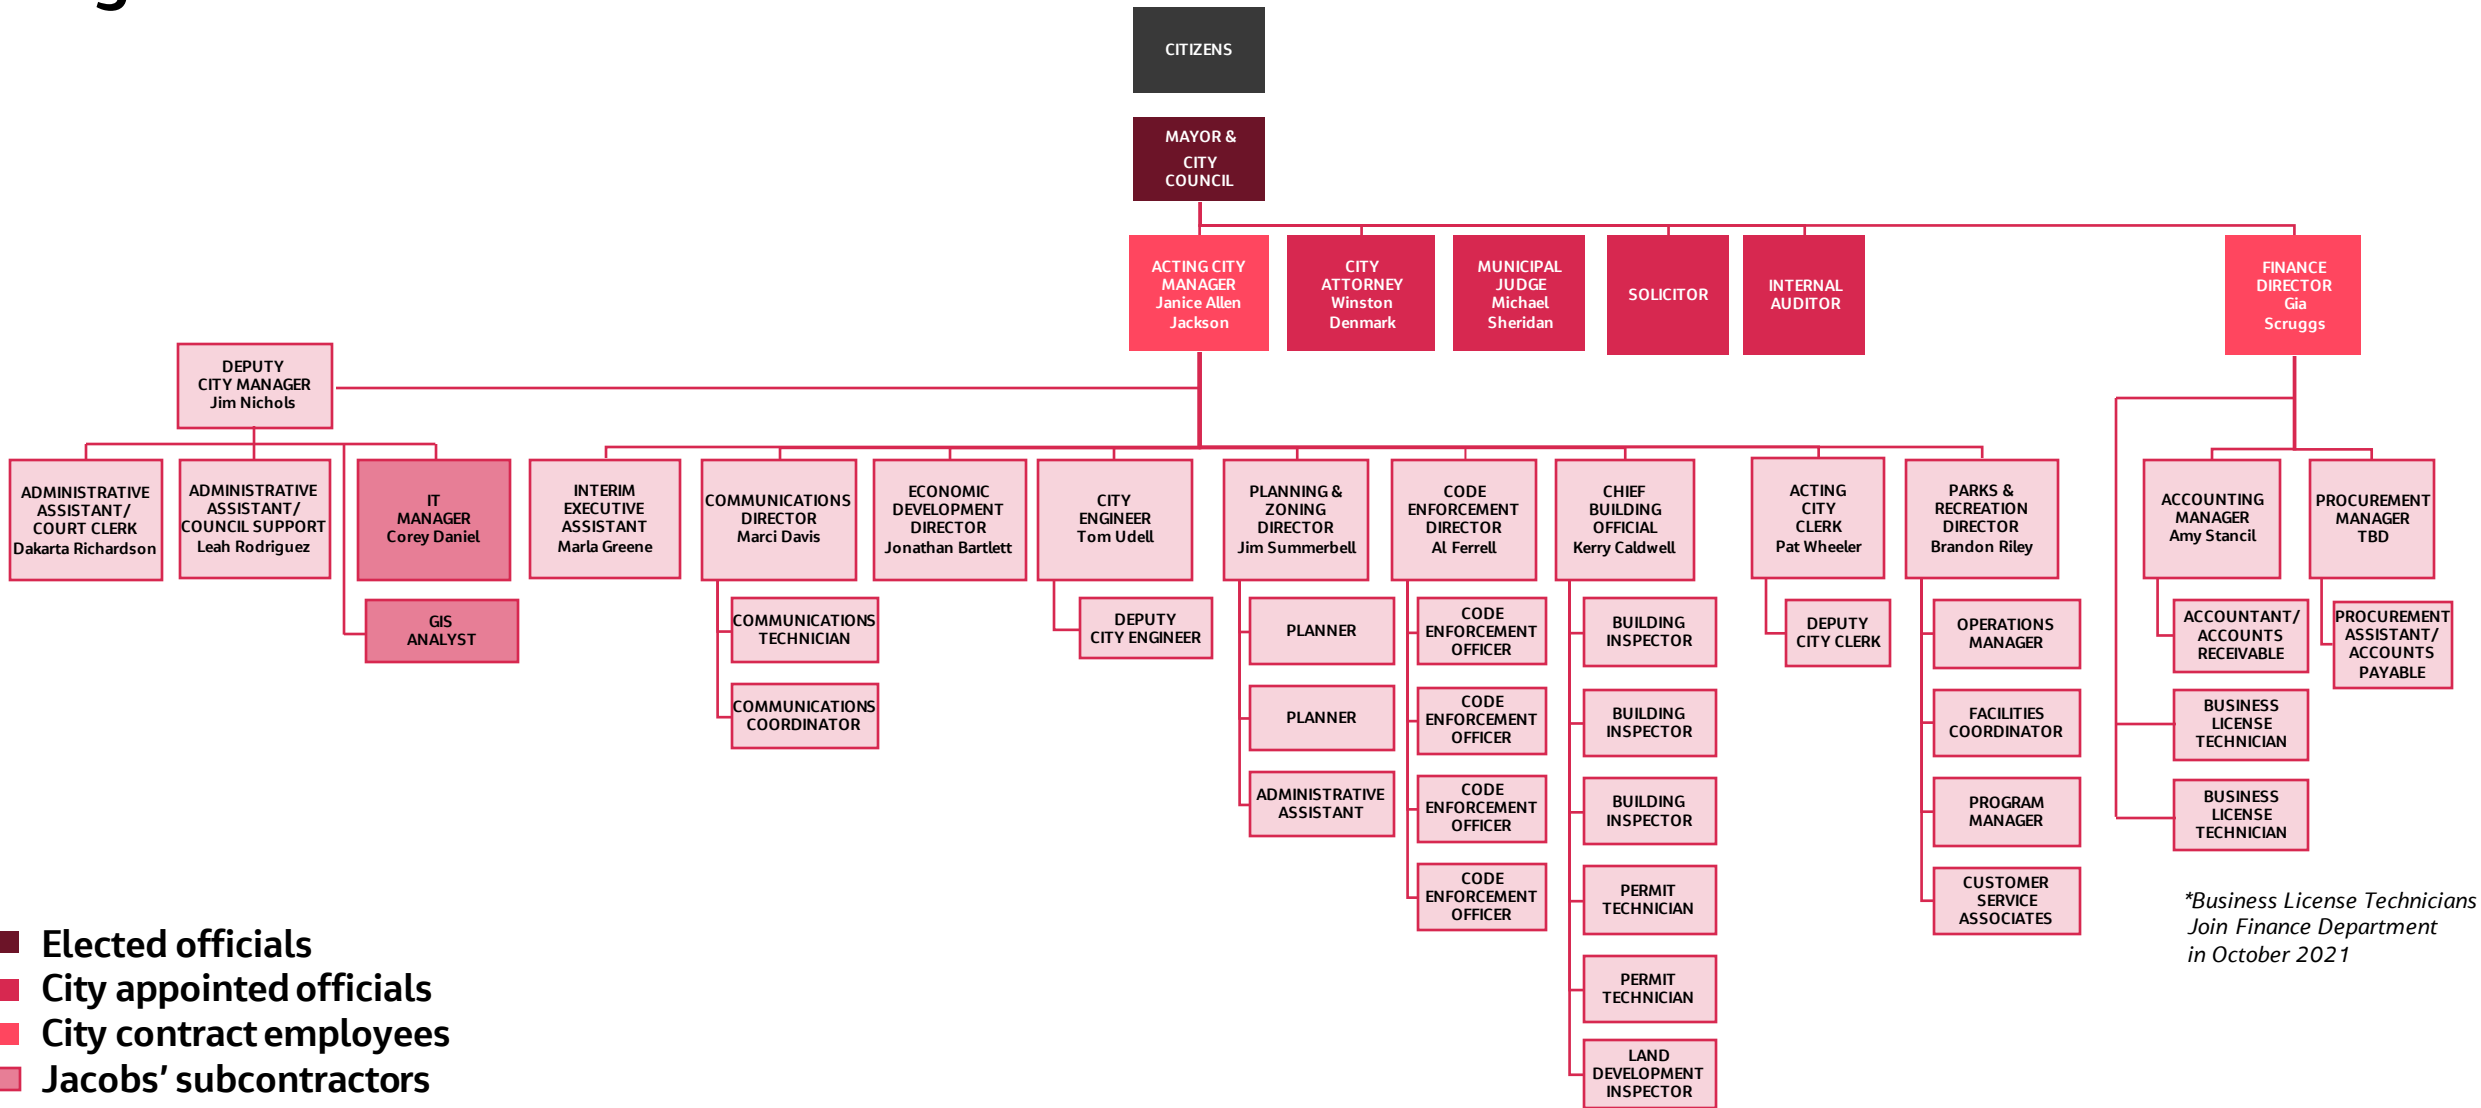 CITIZENS
MAYOR &
CITY
COUNCIL
ACTING CITY
MANAGER
Janice Allen
Jackson
CITY
ATTORNEY
Winston
Denmark
MUNICIPAL
JUDGE
Michael
Sheridan
SOLICITOR
INTERNAL
AUDITOR
FINANCE
DIRECTOR
Gia
Scruggs
DEPUTY
CITY MANAGER
Jim Nichols
ADMINISTRATIVE
ASSISTANT/
COURT CLERK
Dakarta Richardson
ADMINISTRATIVE
ASSISTANT/
COUNCIL SUPPORT
Leah Rodriguez
IT
MANAGER
Corey Daniel
GIS
ANALYST
INTERIM
EXECUTIVE
ASSISTANT
Marla Greene
COMMUNICATIONS
DIRECTOR
Marci Davis
COMMUNICATIONS
TECHNICIAN
COMMUNICATIONS
COORDINATOR
ECONOMIC
DEVELOPMENT
DIRECTOR
Jonathan Bartlett
CITY
ENGINEER
Tom Udell
DEPUTY
CITY ENGINEER
PLANNING &
ZONING
DIRECTOR
Jim Summerbell
PLANNER
PLANNER
ADMINISTRATIVE
ASSISTANT
CODE
ENFORCEMENT
DIRECTOR
Al Ferrell
CODE
ENFORCEMENT
OFFICER
CODE
ENFORCEMENT
OFFICER
CODE
ENFORCEMENT
OFFICER
CODE
ENFORCEMENT
OFFICER
CHIEF
BUILDING
OFFICIAL
Kerry Caldwell
BUILDING
INSPECTOR
BUILDING
INSPECTOR
BUILDING
INSPECTOR
PERMIT
TECHNICIAN
PERMIT
TECHNICIAN
LAND
DEVELOPMENT
INSPECTOR
ACTING
CITY
CLERK
Pat Wheeler
DEPUTY
CITY CLERK
PARKS &
RECREATION
DIRECTOR
Brandon Riley
OPERATIONS
MANAGER
FACILITIES
COORDINATOR
PROGRAM
MANAGER
CUSTOMER
SERVICE
ASSOCIATES
ACCOUNTING
MANAGER
Amy Stancil
ACCOUNTANT/
ACCOUNTS
RECEIVABLE
BUSINESS
LICENSE
TECHNICIAN
BUSINESS
LICENSE
TECHNICIAN
PROCUREMENT
MANAGER
TBD
PROCUREMENT
ASSISTANT/
ACCOUNTS
PAYABLE
*Business License Technicians
Join Finance Department
in October 2021
Elected officials
City appointed officials
City contract employees
Jacobs’ subcontractors